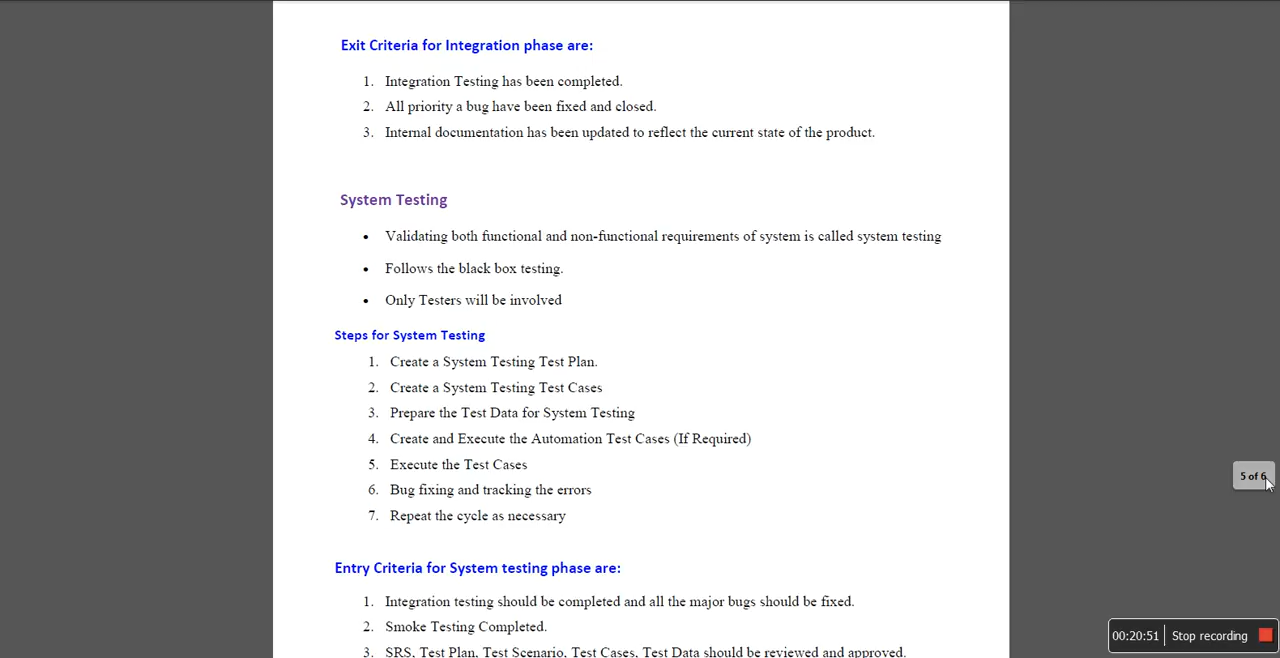 Exit Criteria for Integration phase are:
1. Integration Testing has been completed.
2. All priority a bug have been fixed and closed.
3. Internal documentation has been updated to reflect the current state of the product.
System Testing
• Validating both functional and non-functional requirements of system is called system testing
• Follows the black box testing.
• Only Testers will be involved
Steps for System Testing
1. Create a System Testing Test Plan.
2. Create a System Testing Test Cases
3. Prepare the Test Data for System Testing
4. Create and Execute the Automation Test Cases (If Required)
5. Execute the Test Cases
6. Bug fixing and tracking the errors
7. Repeat the cycle as necessary
5 of 6
Entry Criteria for System testing phase are:
1. Integration testing should be completed and all the major bugs should be fixed.
2. Smoke Testing Completed.
3. SRS, Test Plan, Test Scenario, Test Cases, Test Data should be reviewed and approved.
00:20:51 Stop recording